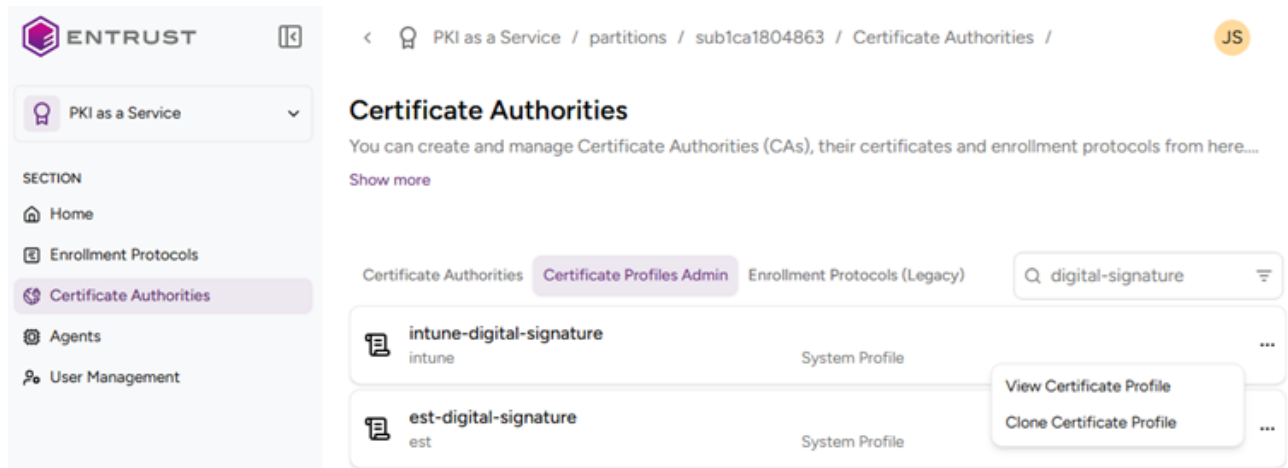 ENTRUST
PKI as a Service / partitions / sub1ca1804863 / Certificate Authorities /
JS
PKI as a Service
SECTION
Home
Enrollment Protocols
Certificate Authorities
Agents
User Management
Certificate Authorities
You can create and manage Certificate Authorities (CAs), their certificates and enrollment protocols from here....
Show more
Certificate Authorities Certificate Profiles Admin Enrollment Protocols (Legacy) digital-signature
intune-digital-signature
intune System Profile
View Certificate Profile
Clone Certificate Profile
est-digital-signature
est System Profile